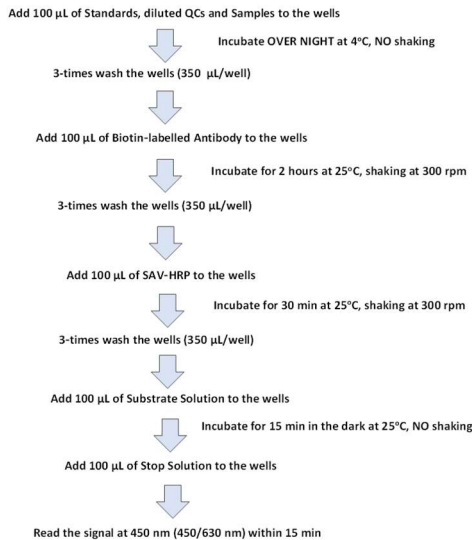 Add 100 µL of Standards, diluted QCs and Samples to the wells
Incubate OVER NIGHT at 4°C, NO shaking
3-times wash the wells (350 µL/well)
Add 100 µL of Biotin-labelled Antibody to the wells
Incubate for 2 hours at 25°C, shaking at 300 rpm
3-times wash the wells (350 µL/well)
Add 100 µL of SAV-HRP to the wells
Incubate for 30 min at 25°C, shaking at 300 rpm
3-times wash the wells (350 µL/well)
Add 100 µL of Substrate Solution to the wells
Incubate for 15 min in the dark at 25°C, NO shaking
Add 100 µL of Stop Solution to the wells
Read the signal at 450 nm (450/630 nm) within 15 min